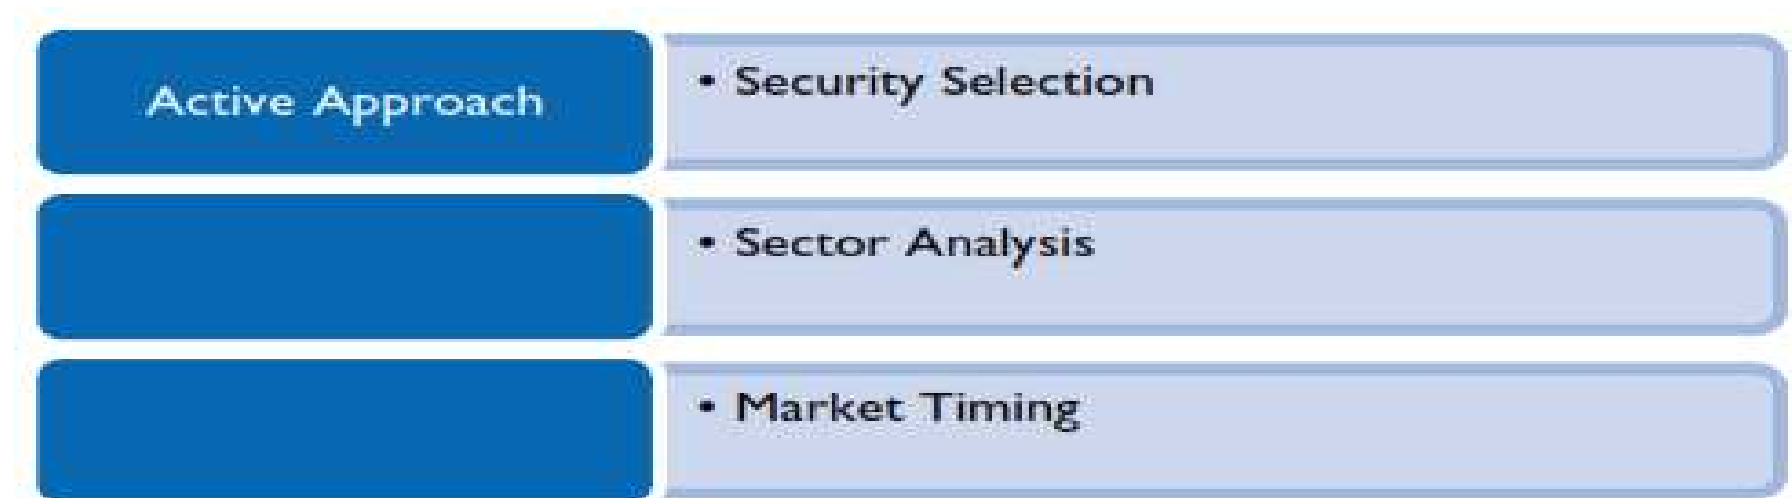 Active Approach
• Security Selection
• Sector Analysis
• Market Timing